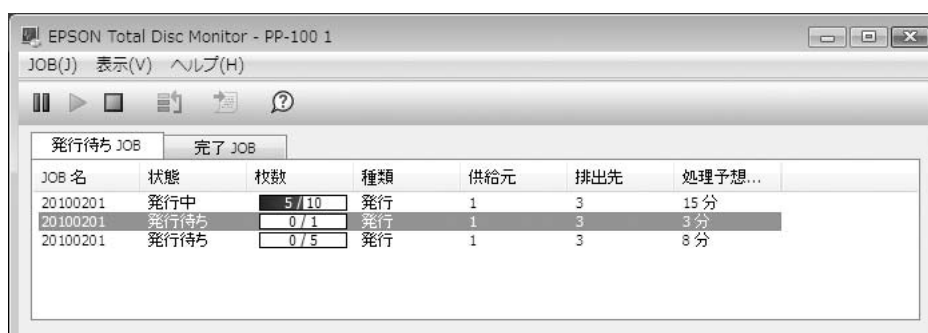 EPSON Total Disc Monitor - PP-100 1
JOB(J) 表示(V) ヘルプ(H)
発行待ち JOB 完了 JOB
JOB 名 状態 枚数 種類 供給元 排出先 処理予想...
20100201 発行中 5 / 10 発行 1 3 15 分
20100201 発行待ち 0 / 1 発行 1 3 3 分
20100201 発行待ち 0 / 5 発行 1 3 8 分